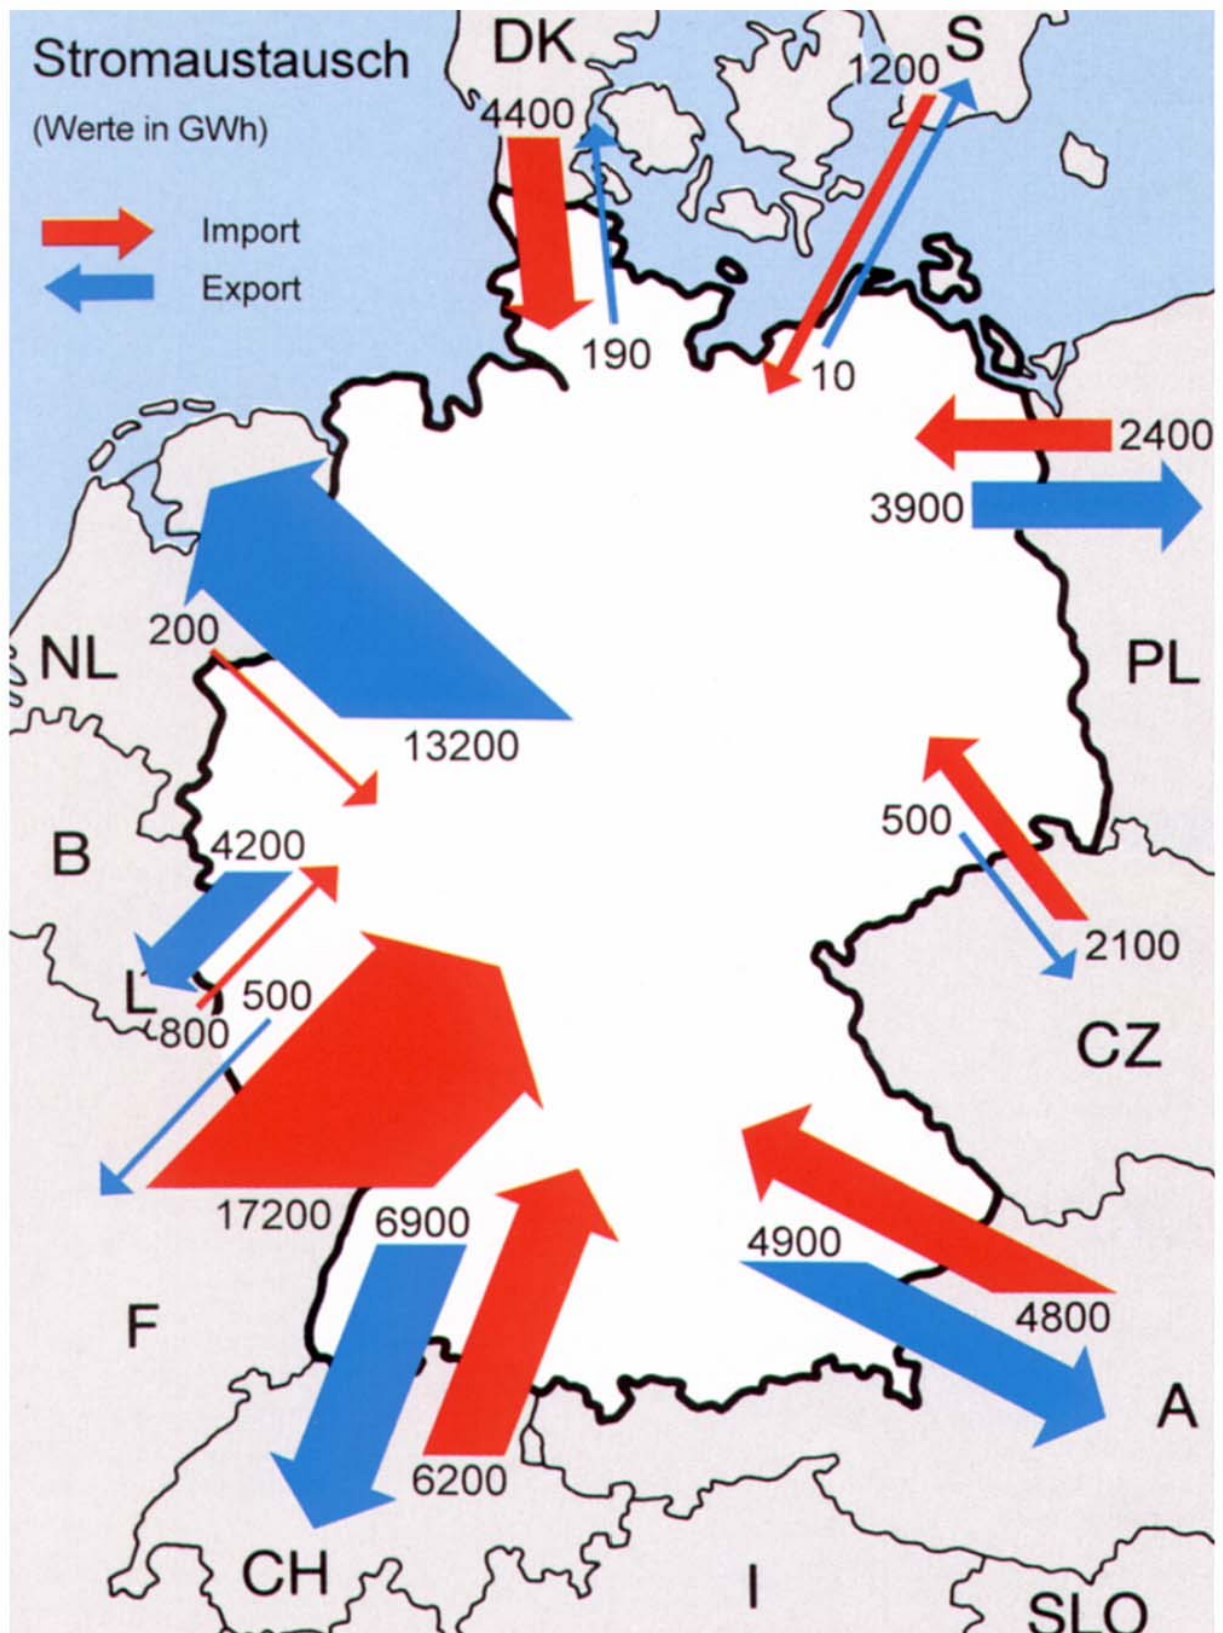 Stromaustausch
(Werte in GWh)
Import
Export
DK
S
1200
4400
190
10
2400
3900
200
NL
PL
13200
500
B
4200
2100
L
500
800
CZ
17200
6900
4900
4800
F
A
6200
CH
I
SLO